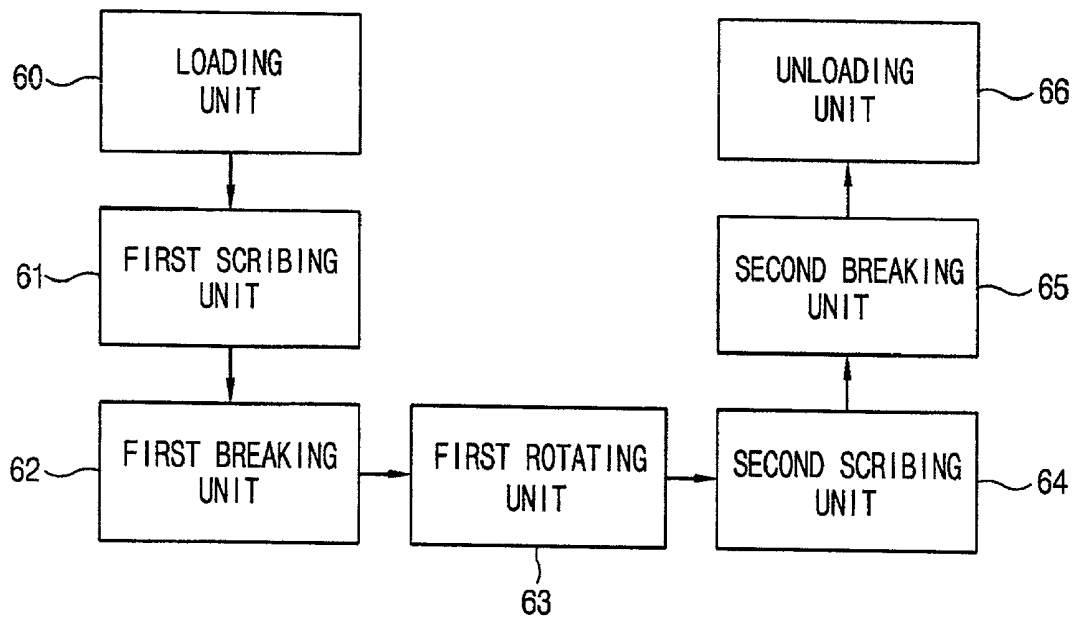 60
LOADING
UNIT
61
FIRST SCRIBING
UNIT
62
FIRST BREAKING
UNIT
FIRST ROTATING
UNIT
63
SECOND SCRIBING
UNIT
64
SECOND BREAKING
UNIT
65
UNLOADING
UNIT
66